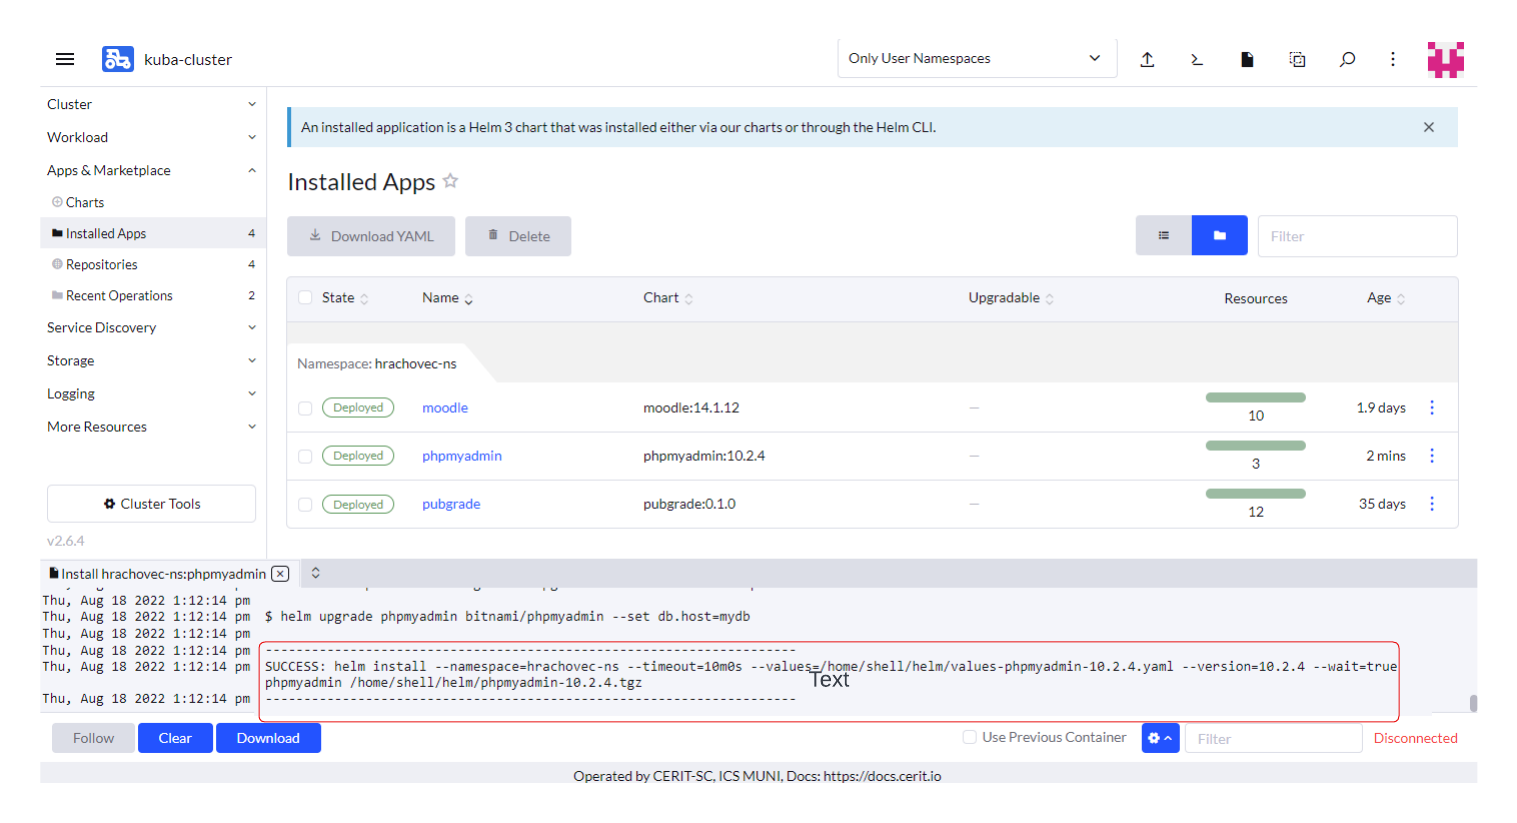 kuba-cluster
Only User Namespaces
Cluster
Workload
Apps & Marketplace
Charts
Installed Apps 4
Repositories 4
Recent Operations 2
Service Discovery
Storage
Logging
More Resources
Cluster Tools
v2.6.4
An installed application is a Helm 3 chart that was installed either via our charts or through the Helm CLI.
Installed Apps
Download YAML Delete Filter
State Name Chart Upgradable Resources Age
Namespace: hrachovec-ns
Deployed moodle moodle:14.1.12 — 10 1.9 days
Deployed phpmyadmin phpmyadmin:10.2.4 — 3 2 mins
Deployed pubgrade pubgrade:0.1.0 — 12 35 days
Install hrachovec-ns:phpmyadmin
Thu, Aug 18 2022 1:12:14 pm
Thu, Aug 18 2022 1:12:14 pm $ helm upgrade phpmyadmin bitnami/phpmyadmin --set db.host=mydb
Thu, Aug 18 2022 1:12:14 pm
Thu, Aug 18 2022 1:12:14 pm ---------------------------------------------------------------------
Thu, Aug 18 2022 1:12:14 pm SUCCESS: helm install --namespace=hrachovec-ns --timeout=10m0s --values=/home/shell/helm/values-phpmyadmin-10.2.4.yaml --version=10.2.4 --wait=true
phpmyadmin /home/shell/helm/phpmyadmin-10.2.4.tgz
Text
Thu, Aug 18 2022 1:12:14 pm ---------------------------------------------------------------------
Follow Clear Download Use Previous Container Filter Disconnected
Operated by CERIT-SC, ICS MUNI, Docs: https://docs.cerit.io